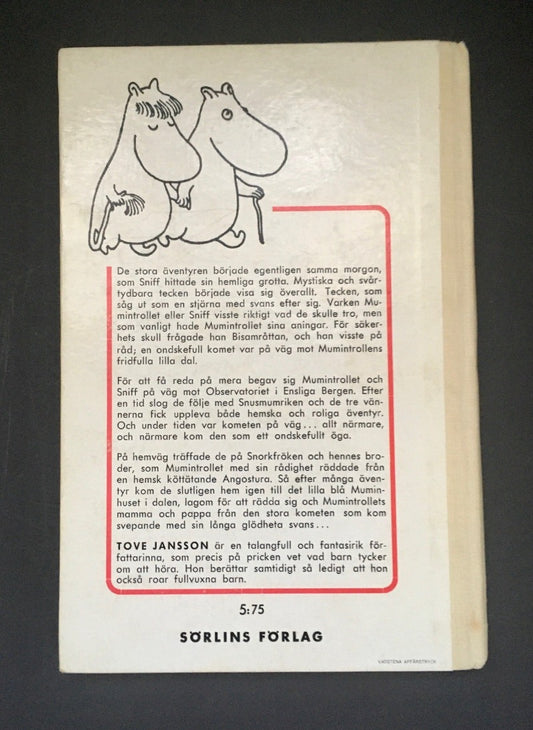 De stora äventyren började egentligen samma morgon,
som Sniff hittade sin hemliga grotta. Mystiska och svår-
tydbara tecken började visa sig överallt. Tecken, som
såg ut som en stjärna med svans efter sig. Varken Mu-
mintrollet eller Sniff visste riktigt vad de skulle tro, men
som vanligt hade Mumintrollet sina aningar. För säker-
hets skull frågade han Bisamråttan, och han visste på
råd; en ondskefull komet var på väg mot Mumintrollens
fridfulla lilla dal.
För att få reda på mera begav sig Mumintrollet och
Sniff på väg mot Observatoriet i Ensliga Bergen. Efter
en tid slog de följe med Snusmumriken och de tre vän-
nerna fick uppleva både hemska och roliga äventyr.
Och under tiden var kometen på väg... allt närmare,
och närmare kom den som ett ondskefullt öga.
På hemväg träffade de på Snorkfröken och hennes bro-
der, som Mumintrollet med sin rådighet räddade från
en hemsk köttätande Angostura. Så efter många även-
tyr kom de slutligen hem igen till det lilla blå Mumin-
huset i dalen, lagom för att rädda sig och Mumintrollets
mamma och pappa från den stora kometen som kom
svepande med sin långa glödheta svans...
TOVE JANSSON är en talangfull och fantasirik för-
fattarinna, som precis på pricken vet vad barn tycker
om att höra. Hon berättar samtidigt så ledigt att hon
också roar fullvuxna barn.
5:75
SÖRLINS FÖRLAG